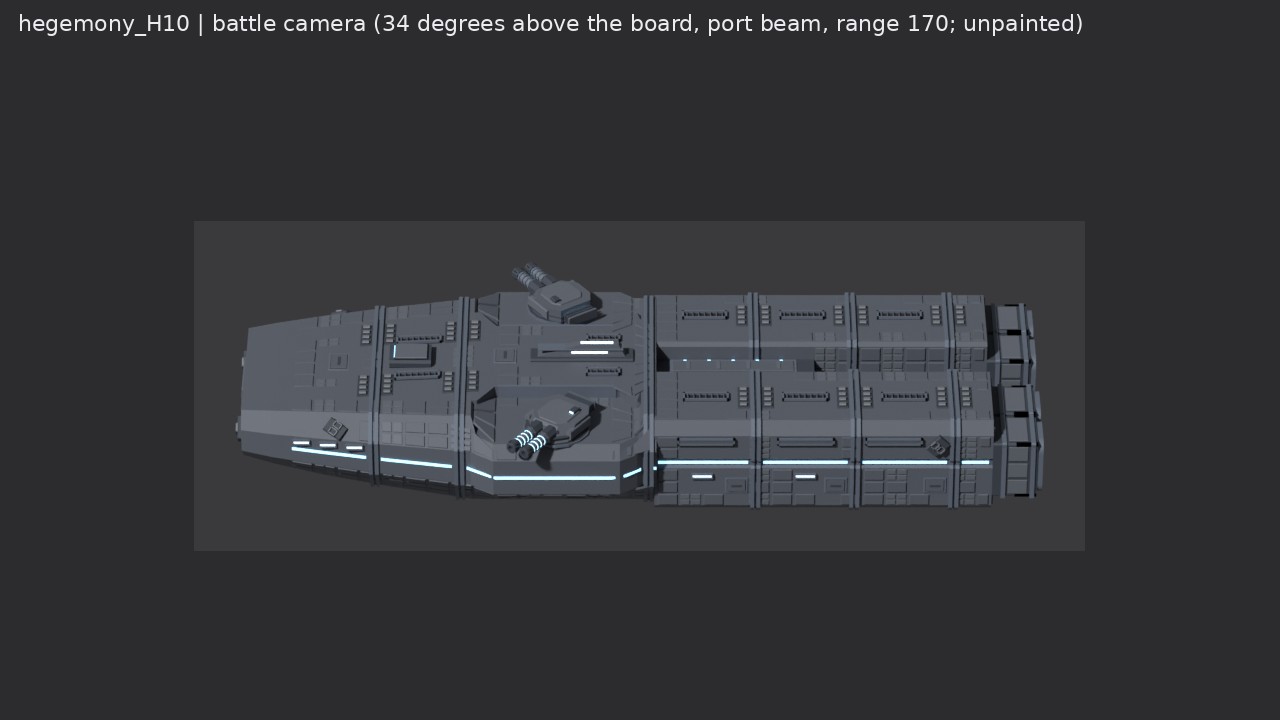 hegemony_H10 | battle camera (34 degrees above the board, port beam, range 170; unpainted)